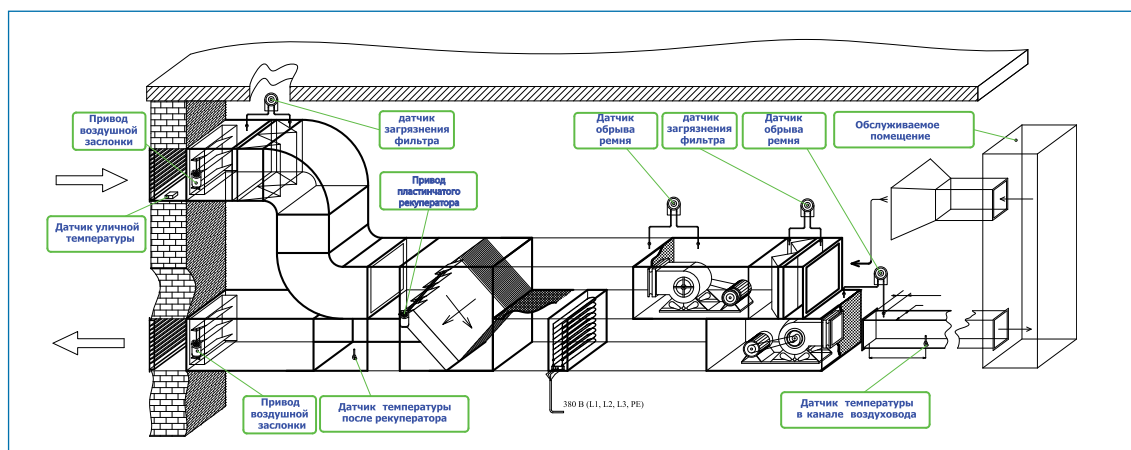 Привод
воздушной
заслонки
датчик
загрязнения
фильтра
Датчик
обрыва
ремня
датчик
загрязнения
фильтра
Датчик
обрыва
ремня
Обслуживаемое
помещение
Привод
пластинчатого
рекуператора
Датчик уличной
температуры
Привод
воздушной
заслонки
Датчик температуры
после рекуператора
380 В (L1, L2, L3, PE)
Датчик температуры
в канале воздуховода